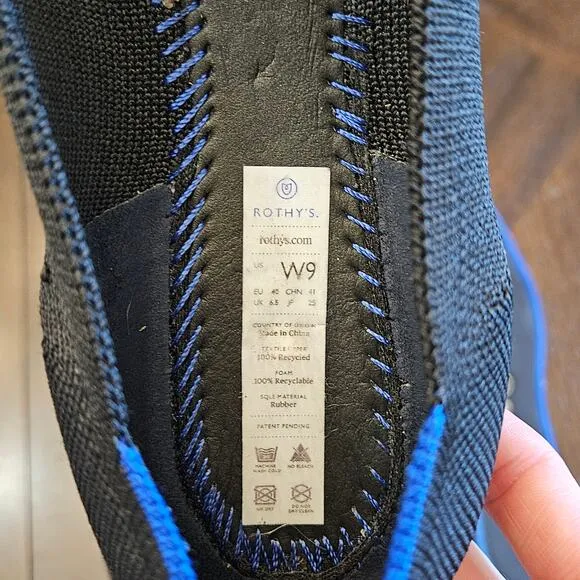 ROTHY'S.
rothys.com
US W9
EU 40 CHN 41
UK 6.5 JP 25
COUNTRY OF ORIGIN
Made in China
TEXTILE UPPER
100% Recycled
FOAM
100% Recyclable
SOLE MATERIAL
Rubber
PATENT PENDING
MACHINE WASH COLD
NO BLEACH
AIR DRY
DO NOT DRY CLEAN